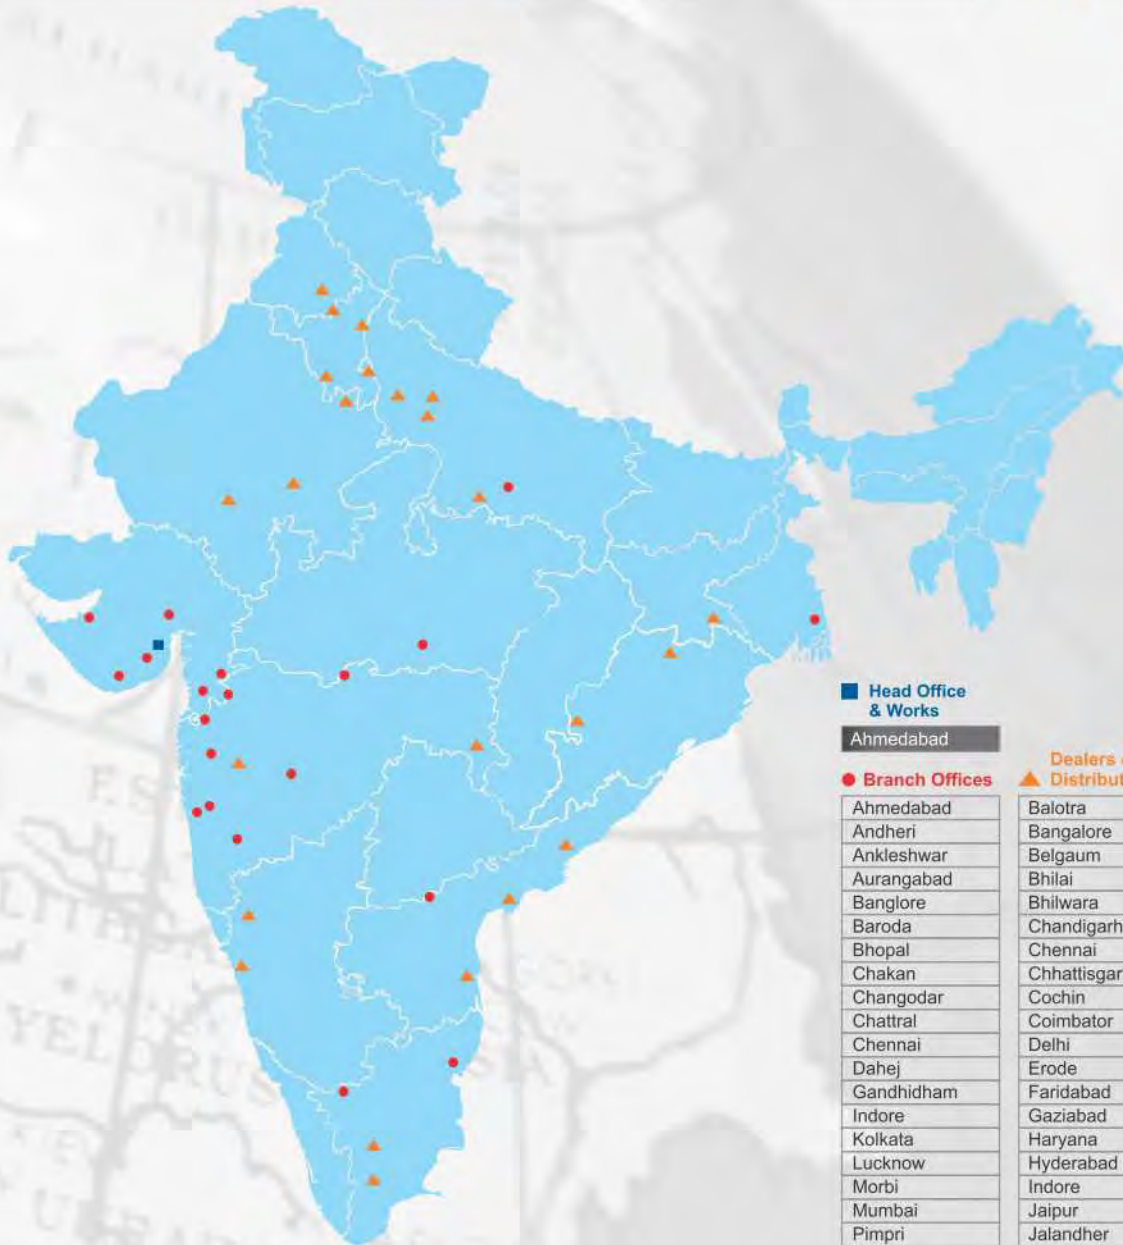 Head Office
& Works
Ahmedabad
Branch Offices
Ahmedabad
Andheri
Ankleshwar
Aurangabad
Banglore
Baroda
Bhopal
Chakan
Changodar
Chattral
Chennai
Dahej
Gandhidham
Indore
Kolkata
Lucknow
Morbi
Mumbai
Pimpri
Dealers
Balotra
Bangalore
Belgaum
Bhilai
Bhilwara
Chandigarh
Chennai
Chhattisgar
Cochin
Coimbator
Delhi
Erode
Faridabad
Gaziabad
Haryana
Hyderabad
Indore
Jaipur
Jalandher